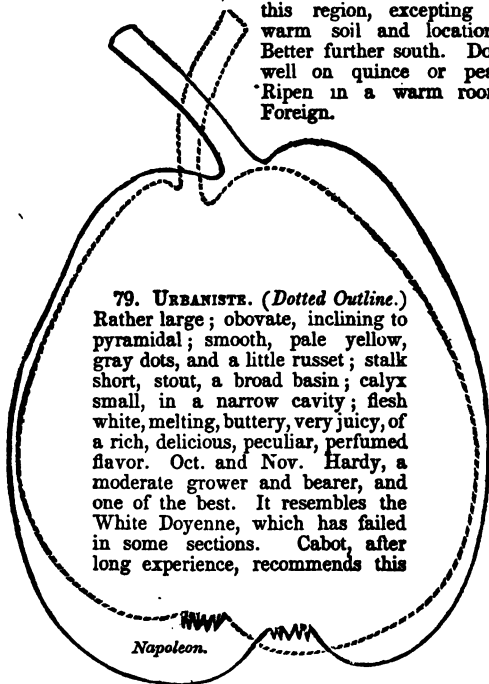 this region, excepting
warm soil and location
Better further south. Do
well on quince or pea
Ripen in a warm roo
Foreign.
79. URBANISTE. (Dotted Outline.)
Rather large; obovate, inclining to
pyramidal; smooth, pale yellow,
gray dots, and a little russet; stalk
short, stout, a broad basin; calyx
small, in a narrow cavity; flesh
white, melting, buttery, very juicy, of
a rich, delicious, peculiar, perfumed
flavor. Oct. and Nov. Hardy, a
moderate grower and bearer, and
one of the best. It resembles the
White Doyenne, which has failed
in some sections. Cabot, after
long experience, recommends this
Napoleon.